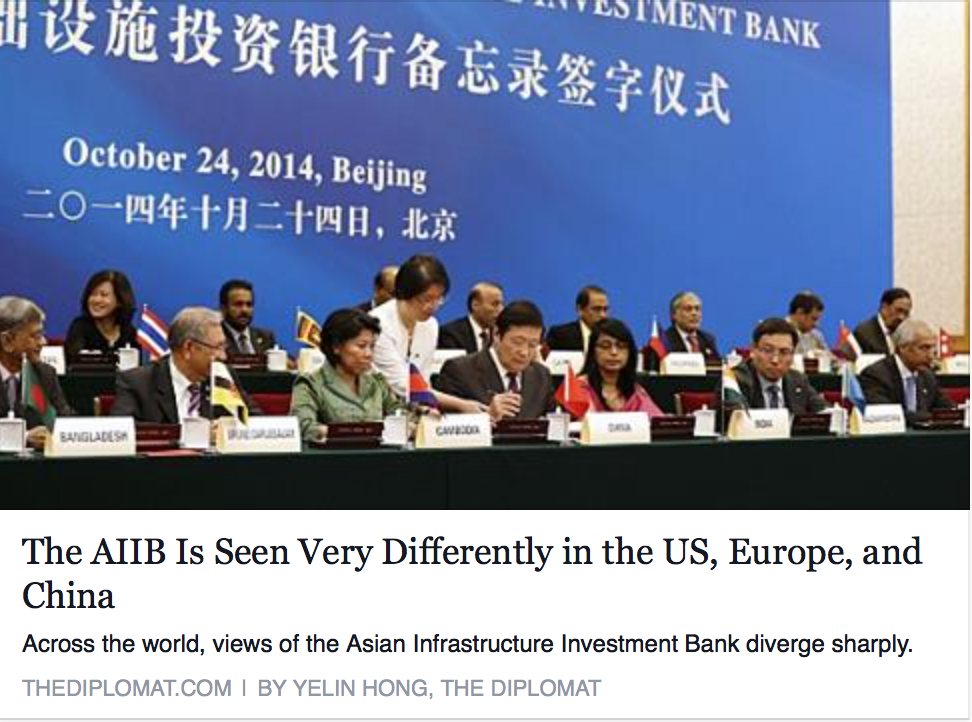 INVESTMENT BANK
设施投资银行备忘录签字仪式
October 24, 2014, Beijing
二〇一四年十月二十四日，北京
BANGLADESH
BRUNEI DARUSSALAM
CAMBODIA
CHINA
INDIA
KAZAKHSTAN
PHILIPPINES
The AIIB Is Seen Very Differently in the US, Europe, and
China
Across the world, views of the Asian Infrastructure Investment Bank diverge sharply.
THEDIPLOMAT.COM | BY YELIN HONG, THE DIPLOMAT